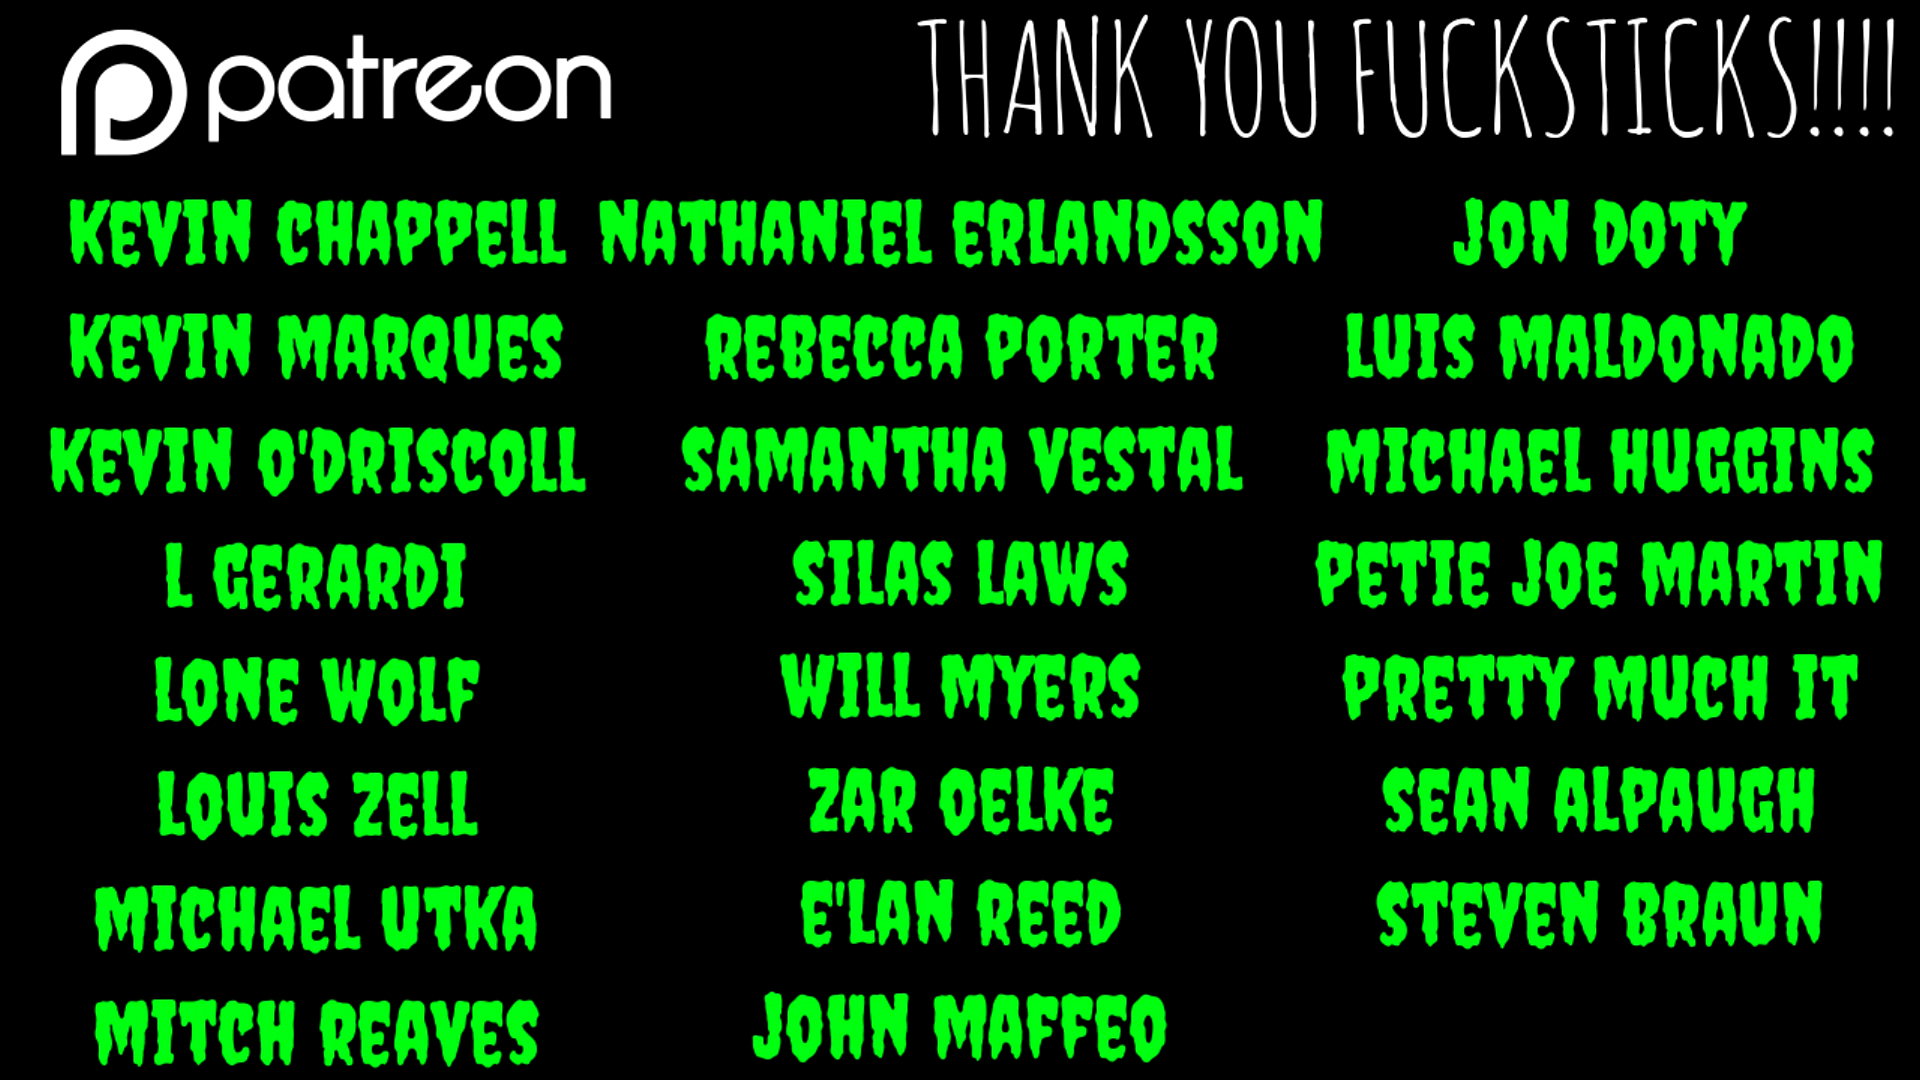 patreon
THANK YOU FUCKSTICKS!!!!
KEVIN CHAPPELL
KEVIN MARQUES
KEVIN O'DRISCOLL
L GERARDI
LONE WOLF
LOUIS ZELL
MICHAEL UTKA
MITCH REAVES
NATHANIEL ERLANDSSON
REBECCA PORTER
SAMANTHA VESTAL
SILAS LAWS
WILL MYERS
ZAR OELKE
E'LAN REED
JOHN MAFFEO
JON DOTY
LUIS MALDONADO
MICHAEL HUGGINS
PETIE JOE MARTIN
PRETTY MUCH IT
SEAN ALPAUGH
STEVEN BRAUN